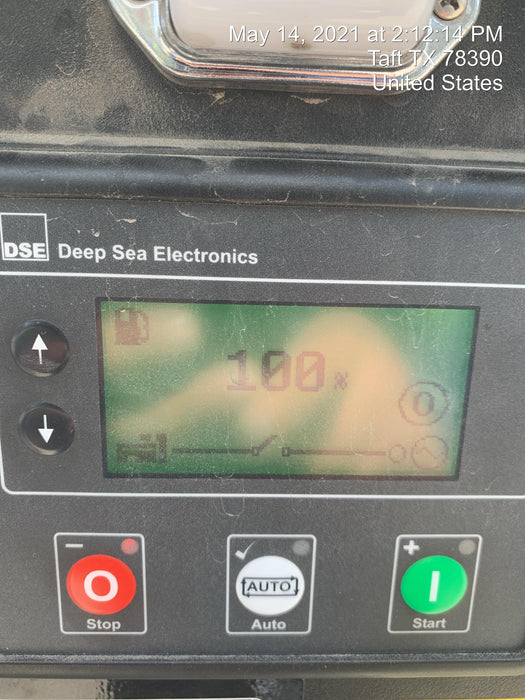 May 14, 2021 at 2:12:14 PM
Taft TX 78390
United States
DSE Deep Sea Electronics
100%
0
O
AUTO
I
Stop
Auto
Start